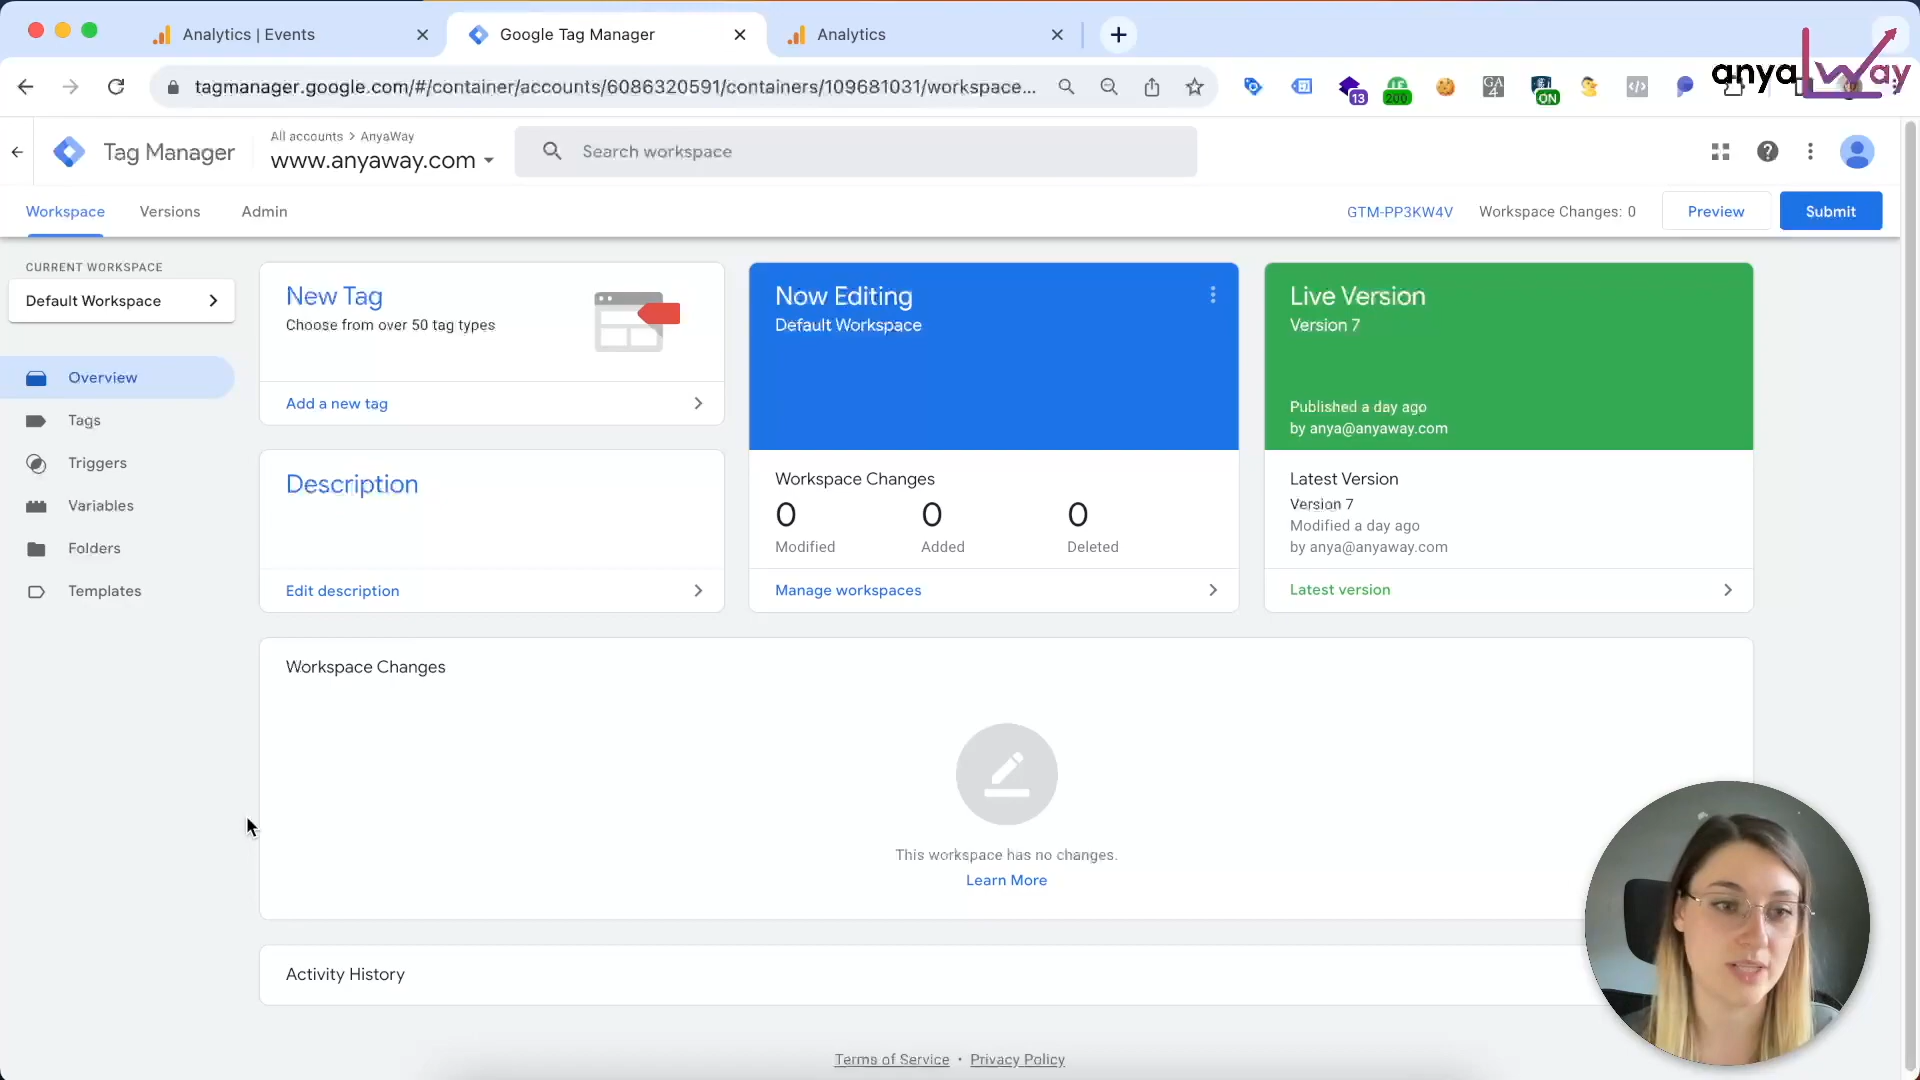 Analytics | Events
Google Tag Manager
Analytics
tagmanager.google.com/#/container/accounts/6086320591/containers/109681031/workspace...
13
200
GA4
ON
anyaWay
Tag Manager
All accounts > AnyaWay
www.anyaway.com
Search workspace
Workspace
Versions
Admin
GTM-PP3KW4V
Workspace Changes: 0
Preview
Submit
CURRENT WORKSPACE
Default Workspace
Overview
Tags
Triggers
Variables
Folders
Templates
New Tag
Choose from over 50 tag types
Add a new tag
Description
Edit description
Now Editing
Default Workspace
Workspace Changes
0
0
0
Modified
Added
Deleted
Manage workspaces
Live Version
Version 7
Published a day ago
by anya@anyaway.com
Latest Version
Version 7
Modified a day ago
by anya@anyaway.com
Latest version
Workspace Changes
This workspace has no changes.
Learn More
Activity History
Terms of Service · Privacy Policy